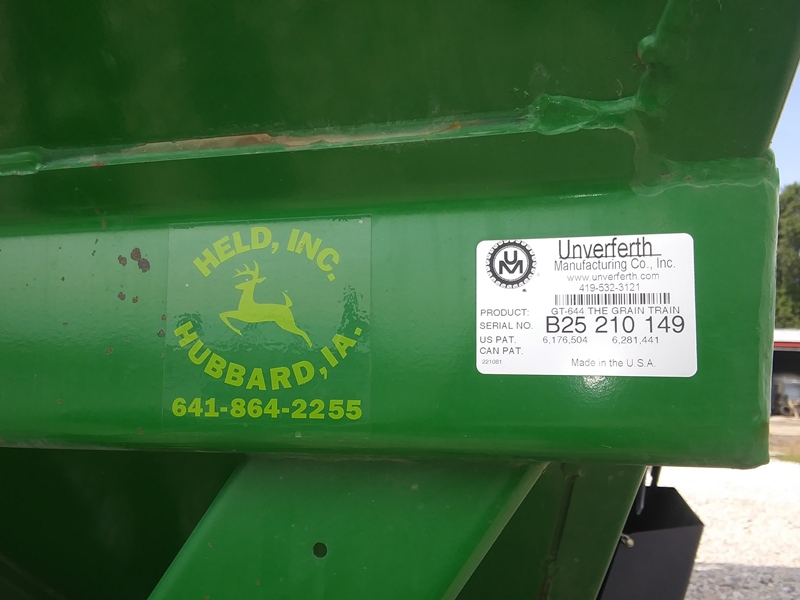 HELD, INC.
HUBBARD, IA.
641-864-2255
UM
Unverferth
Manufacturing Co., Inc.
www.unverferth.com
419-532-3121
PRODUCT: GT-644 THE GRAIN TRAIN
SERIAL NO. B25 210 149
US PAT. 6,176,504 6,281,441
CAN PAT.
221061 Made in the U.S.A.